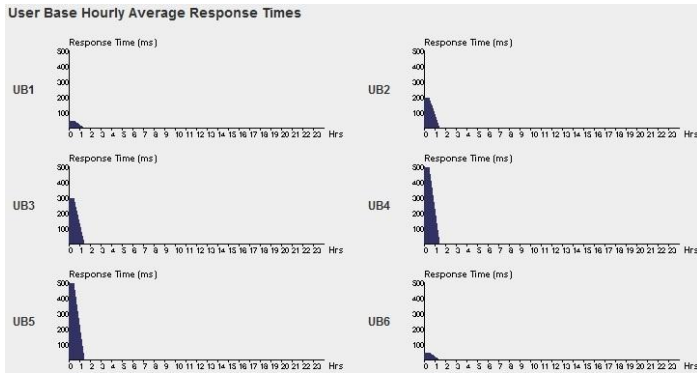 User Base Hourly Average Response Times
UB1
Response Time (ms)
500
400
300
200
100
0 1 2 3 4 5 6 7 8 9 10 11 12 13 14 15 16 17 18 19 20 21 22 23 Hrs
UB2
Response Time (ms)
500
400
300
200
100
0 1 2 3 4 5 6 7 8 9 10 11 12 13 14 15 16 17 18 19 20 21 22 23 Hrs
UB3
Response Time (ms)
500
400
300
200
100
0 1 2 3 4 5 6 7 8 9 10 11 12 13 14 15 16 17 18 19 20 21 22 23 Hrs
UB4
Response Time (ms)
500
400
300
200
100
0 1 2 3 4 5 6 7 8 9 10 11 12 13 14 15 16 17 18 19 20 21 22 23 Hrs
UB5
Response Time (ms)
500
400
300
200
100
0 1 2 3 4 5 6 7 8 9 10 11 12 13 14 15 16 17 18 19 20 21 22 23 Hrs
UB6
Response Time (ms)
500
400
300
200
100
0 1 2 3 4 5 6 7 8 9 10 11 12 13 14 15 16 17 18 19 20 21 22 23 Hrs